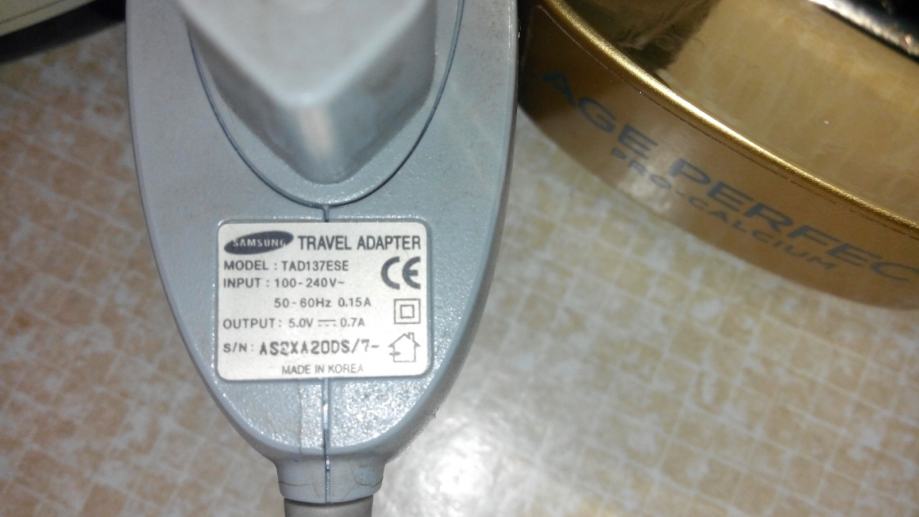 SAMSUNG TRAVEL ADAPTER
MODEL : TAD137ESE
INPUT : 100-240V~
50-60Hz 0.15A
OUTPUT : 5.0V ⎓ 0.7A
S/N: AS2XA20DS/7-
MADE IN KOREA
CE
AGE PERFEC
PRO-CALCIUM